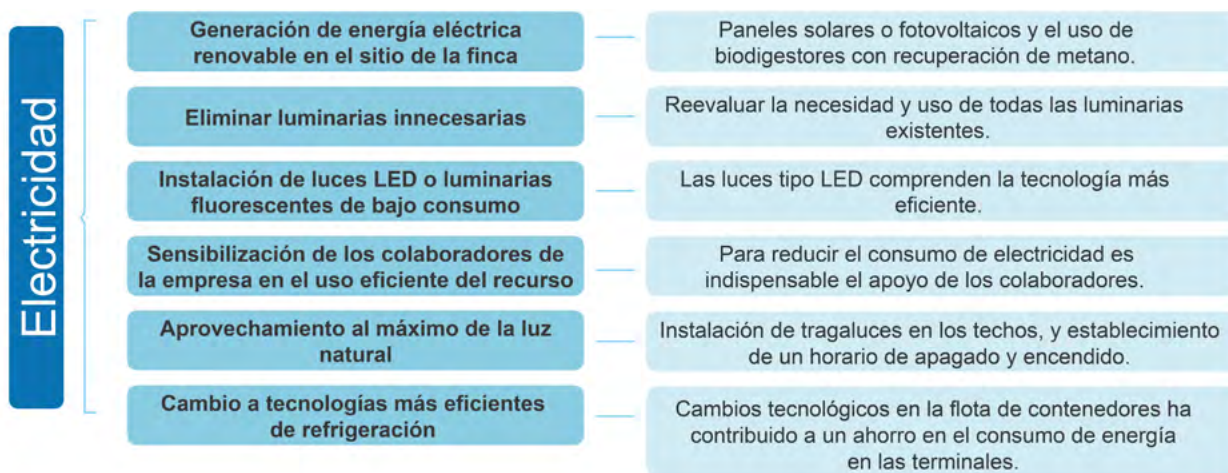 Electricidad
Generación de energía eléctrica
renovable en el sitio de la finca
Paneles solares o fotovoltaicos y el uso de
biodigestores con recuperación de metano.
Eliminar luminarias innecesarias
Reevaluar la necesidad y uso de todas las luminarias
existentes.
Instalación de luces LED o luminarias
fluorescentes de bajo consumo
Las luces tipo LED comprenden la tecnología más
eficiente.
Sensibilización de los colaboradores de
la empresa en el uso eficiente del recurso
Para reducir el consumo de electricidad es
indispensable el apoyo de los colaboradores.
Aprovechamiento al máximo de la luz
natural
Instalación de tragaluces en los techos, y establecimiento
de un horario de apagado y encendido.
Cambio a tecnologías más eficientes
de refrigeración
Cambios tecnológicos en la flota de contenedores ha
contribuido a un ahorro en el consumo de energía
en las terminales.